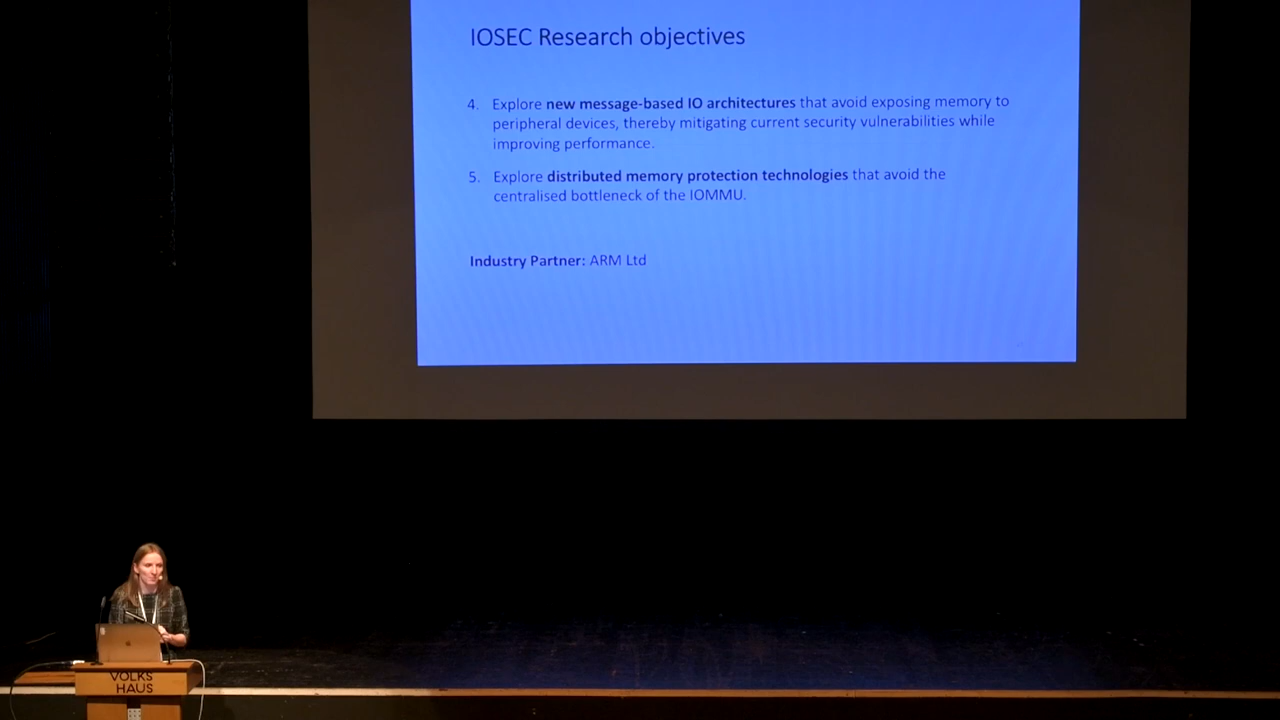 IOSEC Research objectives
4. Explore new message-based IO architectures that avoid exposing memory to
peripheral devices, thereby mitigating current security vulnerabilities while
improving performance.
5. Explore distributed memory protection technologies that avoid the
centralised bottleneck of the IOMMU.
Industry Partner: ARM Ltd
VOLKS
HAUS